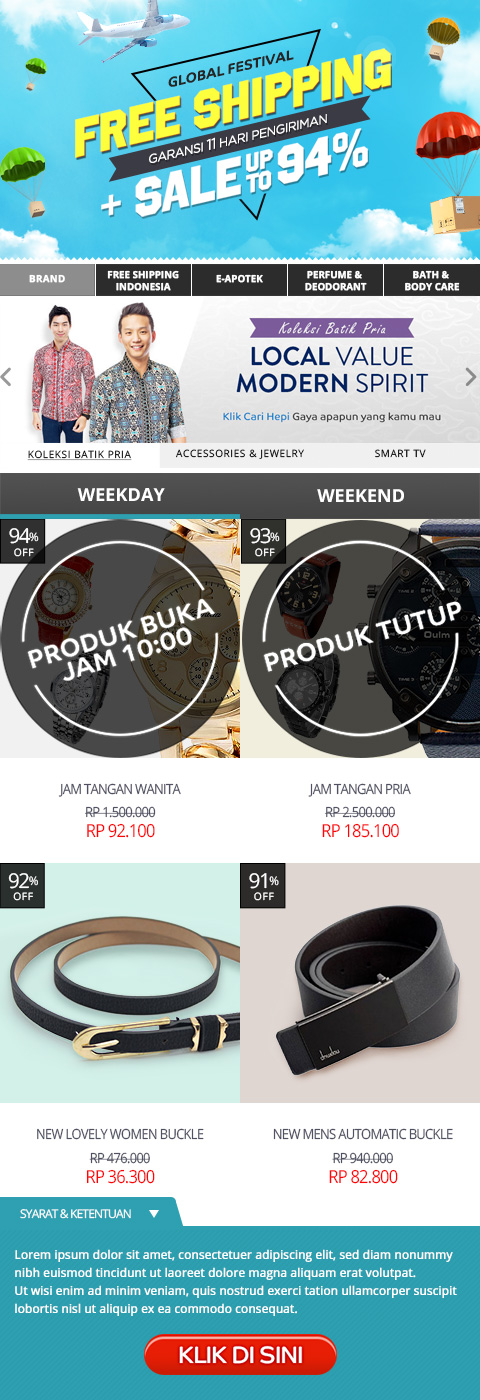 GLOBAL FESTIVAL
FREE SHIPPING
GARANSI 11 HARI PENGIRIMAN
+ SALE UP TO 94%
BRAND
FREE SHIPPING
INDONESIA
E-APOTEK
PERFUME &
DEODORANT
BATH &
BODY CARE
Koleksi Batik Pria
LOCAL VALUE
MODERN SPIRIT
Klik Cari Hepi Gaya apapun yang kamu mau
KOLEKSI BATIK PRIA
ACCESSORIES & JEWELRY
SMART TV
WEEKDAY
WEEKEND
94%
OFF
PRODUK BUKA
JAM 10:00
93%
OFF
PRODUK TUTUP
Oulm
JAM TANGAN WANITA
RP 1.500.000
RP 92.100
JAM TANGAN PRIA
RP 2.500.000
RP 185.100
92%
OFF
91%
OFF
NEW LOVELY WOMEN BUCKLE
RP 476.000
RP 36.300
NEW MENS AUTOMATIC BUCKLE
RP 940.000
RP 82.800
SYARAT & KETENTUAN
Lorem ipsum dolor sit amet, consectetuer adipiscing elit, sed diam nonummy
nibh euismod tincidunt ut laoreet dolore magna aliquam erat volutpat.
Ut wisi enim ad minim veniam, quis nostrud exerci tation ullamcorper suscipit
lobortis nisl ut aliquip ex ea commodo consequat.
KLIK DI SINI